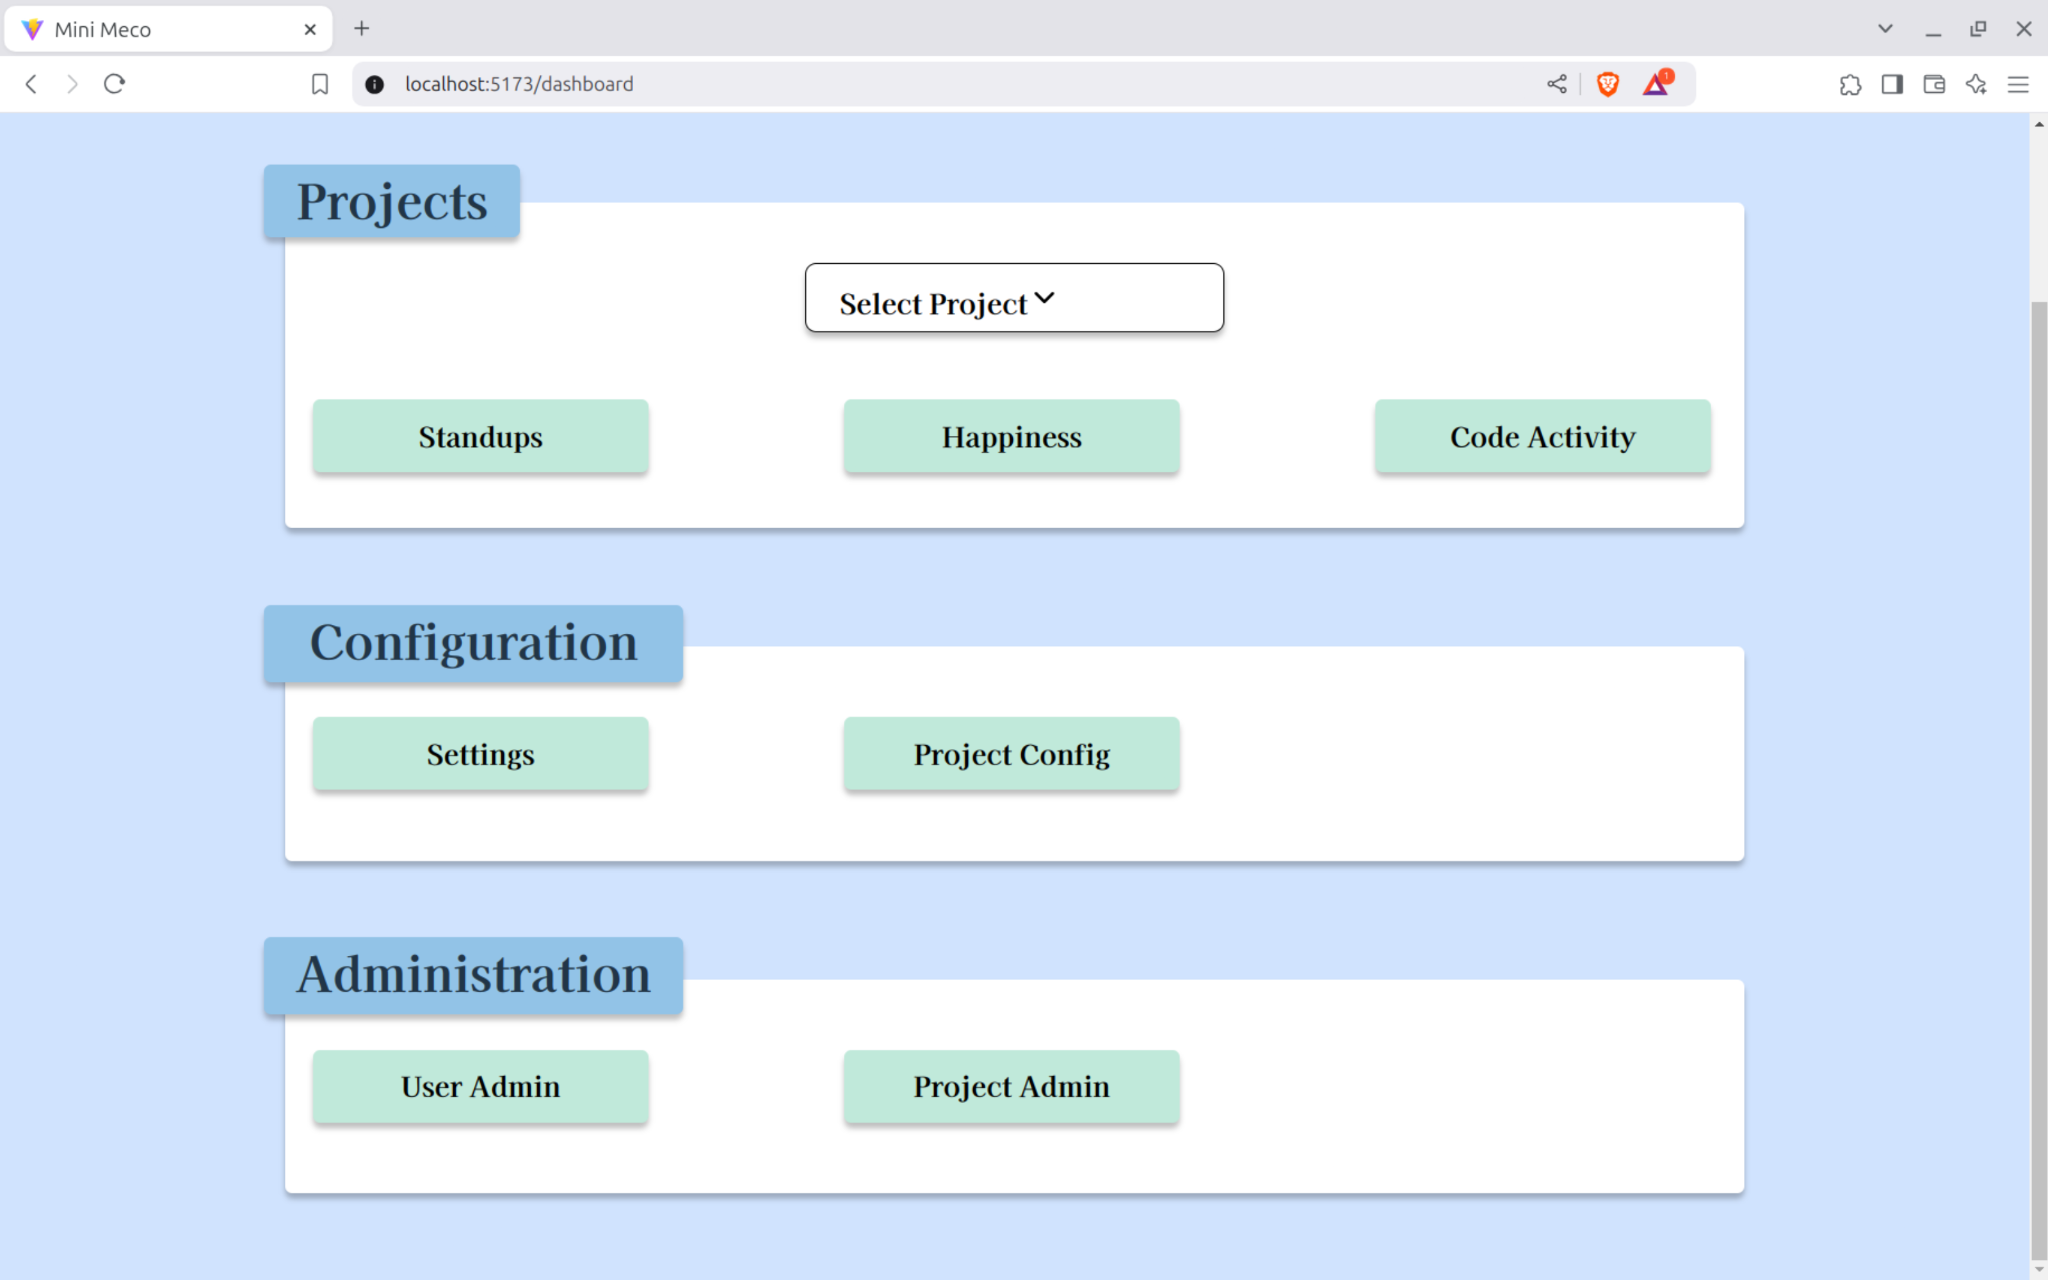 Mini Meco
localhost:5173/dashboard
1
Projects
Select Project
Standups
Happiness
Code Activity
Configuration
Settings
Project Config
Administration
User Admin
Project Admin